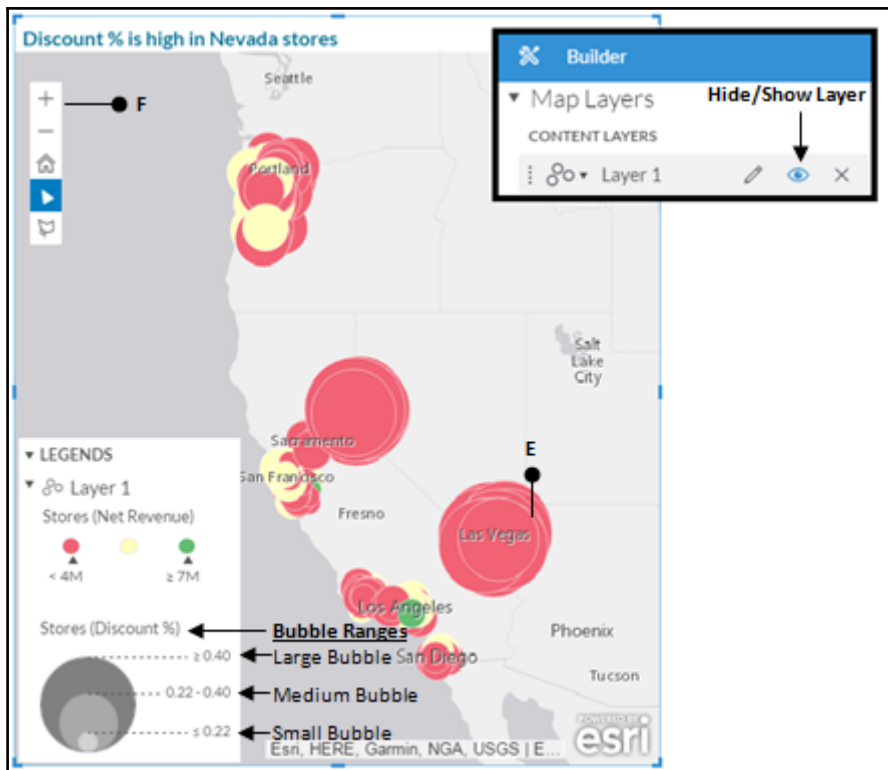 Discount % is high in Nevada stores
Builder
Map Layers
Hide/Show Layer
CONTENT LAYERS
Layer 1
F
Seattle
Portland
Salt
Lake
City
Sacramento
San Francisco
Fresno
E
Las Vegas
Los Angeles
San Diego
Phoenix
Tucson
LEGENDS
Layer 1
Stores (Net Revenue)
< 4M ≥ 7M
Stores (Discount %) Bubble Ranges
≥ 0.40 Large Bubble
0.22 - 0.40 Medium Bubble
≤ 0.22 Small Bubble
Esri, HERE, Garmin, NGA, USGS | E...
POWERED BY
esri